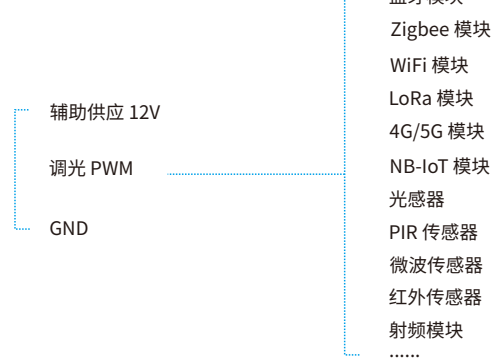 Zigbee 模块
WiFi 模块
LoRa 模块
4G/5G 模块
NB-IoT 模块
光感器
PIR 传感器
微波传感器
红外传感器
射频模块
......
辅助供应 12V
调光 PWM
GND